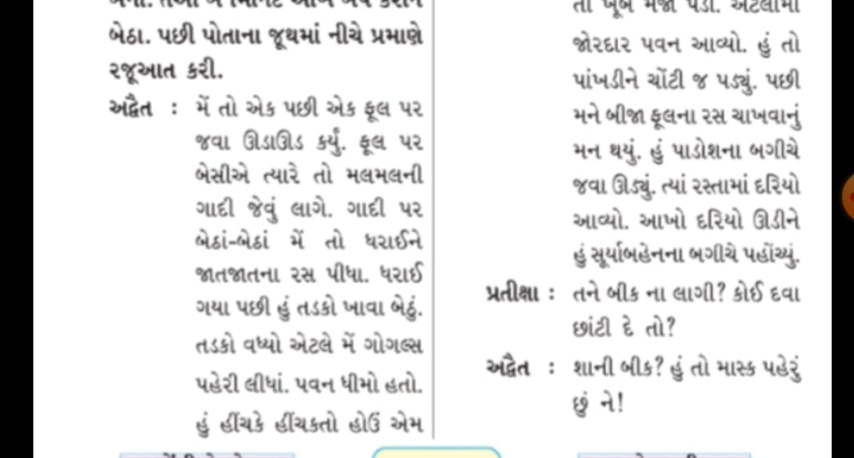 બેઠા. પછી પોતાના જૂથમાં નીચે પ્રમાણે
રજૂઆત કરી.
અદ્વૈત : મેં તો એક પછી એક ફૂલ પર
જવા ઊડાઊડ કર્યું. ફૂલ પર
બેસીએ ત્યારે તો મલમલની
ગાદી જેવું લાગે. ગાદી પર
બેઠાં-બેઠાં મેં તો ધરાઈને
જાતજાતના રસ પીધા. ધરાઈ
ગયા પછી હું તડકો ખાવા બેઠું.
તડકો વધ્યો એટલે મેં ગોગલ્સ
પહેરી લીધાં. પવન ધીમો હતો.
હું હીંચકે હીંચકતો હોઉં એમ
તો ખૂબ મજા પડી. એટલામાં
જોરદાર પવન આવ્યો. હું તો
પાંખડીને ચોંટી જ પડ્યું. પછી
મને બીજા ફૂલના રસ ચાખવાનું
મન થયું. હું પાડોશના બગીચે
જવા ઊડ્યું. ત્યાં રસ્તામાં દરિયો
આવ્યો. આખો દરિયો ઊડીને
હું સૂર્યાબહેનના બગીચે પહોંચ્યું.
પ્રતીક્ષા : તને બીક ના લાગી? કોઈ દવા
છાંટી દે તો?
અદ્વૈત : શાની બીક? હું તો માસ્ક પહેરું
છું ને!